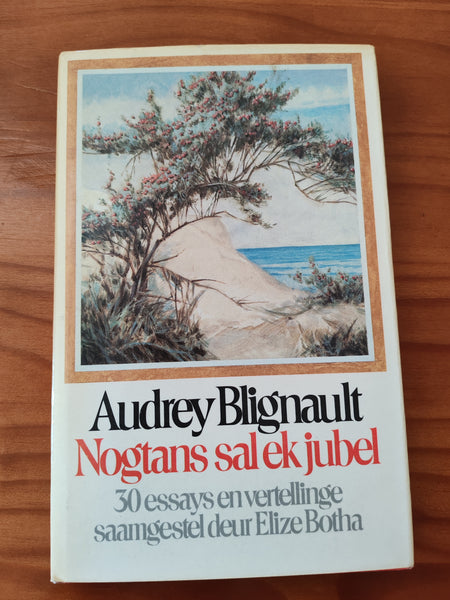 Audrey Blignault
Nogtans sal ek jubel
30 essays en vertellinge
saamgestel deur Elize Botha